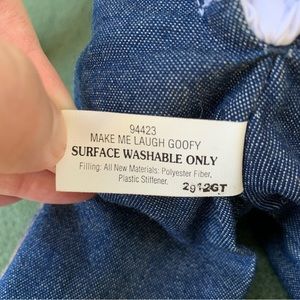 94423
MAKE ME LAUGH GOOFY
SURFACE WASHABLE ONLY
Filling: All New Materials: Polyester Fiber,
Plastic Stiffener.
2912GT